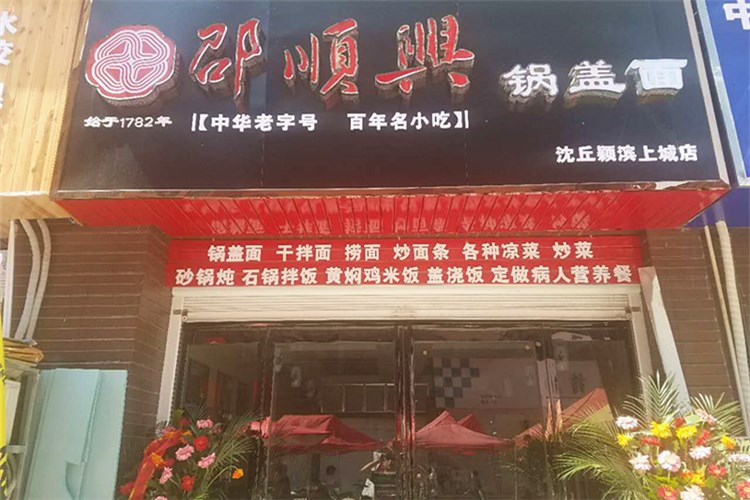 邵順興 锅盖面
始于1782年 【中华老字号 百年名小吃】
沈丘颍滨上城店
锅盖面 干拌面 捞面 炒面条 各种凉菜 炒菜
砂锅炖 石锅拌饭 黄焖鸡米饭 盖浇饭 定做病人营养餐